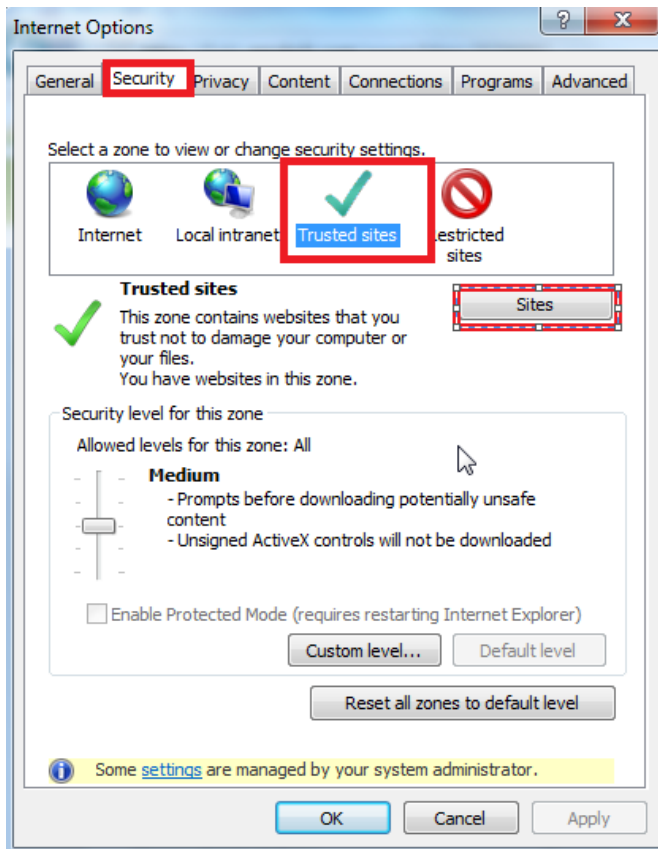 Internet Options
General Security Privacy Content Connections Programs Advanced
Select a zone to view or change security settings.
Internet Local intranet Trusted sites estricted
sites
Trusted sites
Sites
This zone contains websites that you
trust not to damage your computer or
your files.
You have websites in this zone.
Security level for this zone
Allowed levels for this zone: All
Medium
- Prompts before downloading potentially unsafe
content
- Unsigned ActiveX controls will not be downloaded
Enable Protected Mode (requires restarting Internet Explorer)
Custom level... Default level
Reset all zones to default level
Some settings are managed by your system administrator.
OK Cancel Apply